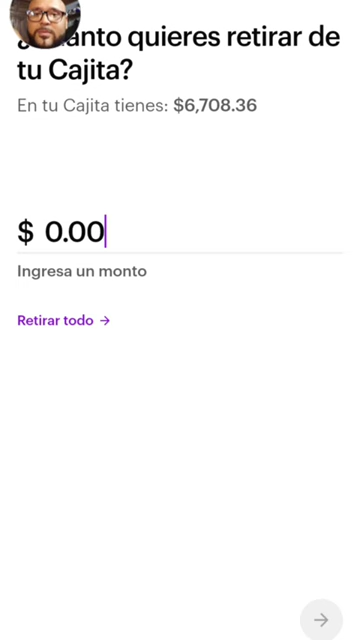 anto quieres retirar de
tu Cajita?
En tu Cajita tienes: $6,708.36
$ 0.00
Ingresa un monto
Retirar todo →